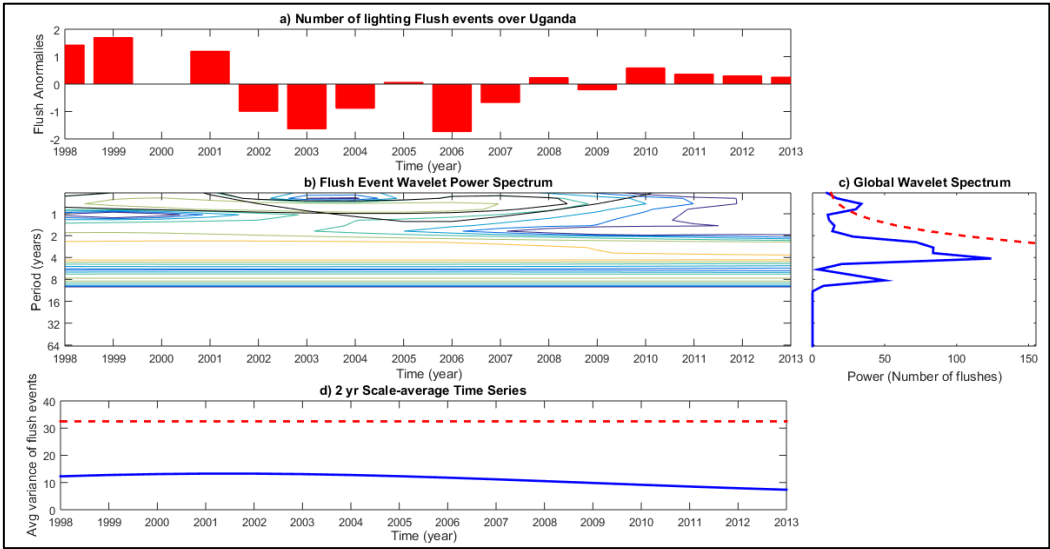 a) Number of lighting Flush events over Uganda
Flush Anormalies
2
1
0
-1
-2
1998 1999 2000 2001 2002 2003 2004 2005 2006 2007 2008 2009 2010 2011 2012 2013
Time (year)
b) Flush Event Wavelet Power Spectrum
Period (years)
1
2
4
8
16
32
64
1998 1999 2000 2001 2002 2003 2004 2005 2006 2007 2008 2009 2010 2011 2012 2013
Time (year)
c) Global Wavelet Spectrum
0 50 100 150
Power (Number of flushes)
d) 2 yr Scale-average Time Series
Avg variance of flush events
40
30
20
10
0
1998 1999 2000 2001 2002 2003 2004 2005 2006 2007 2008 2009 2010 2011 2012 2013
Time (year)